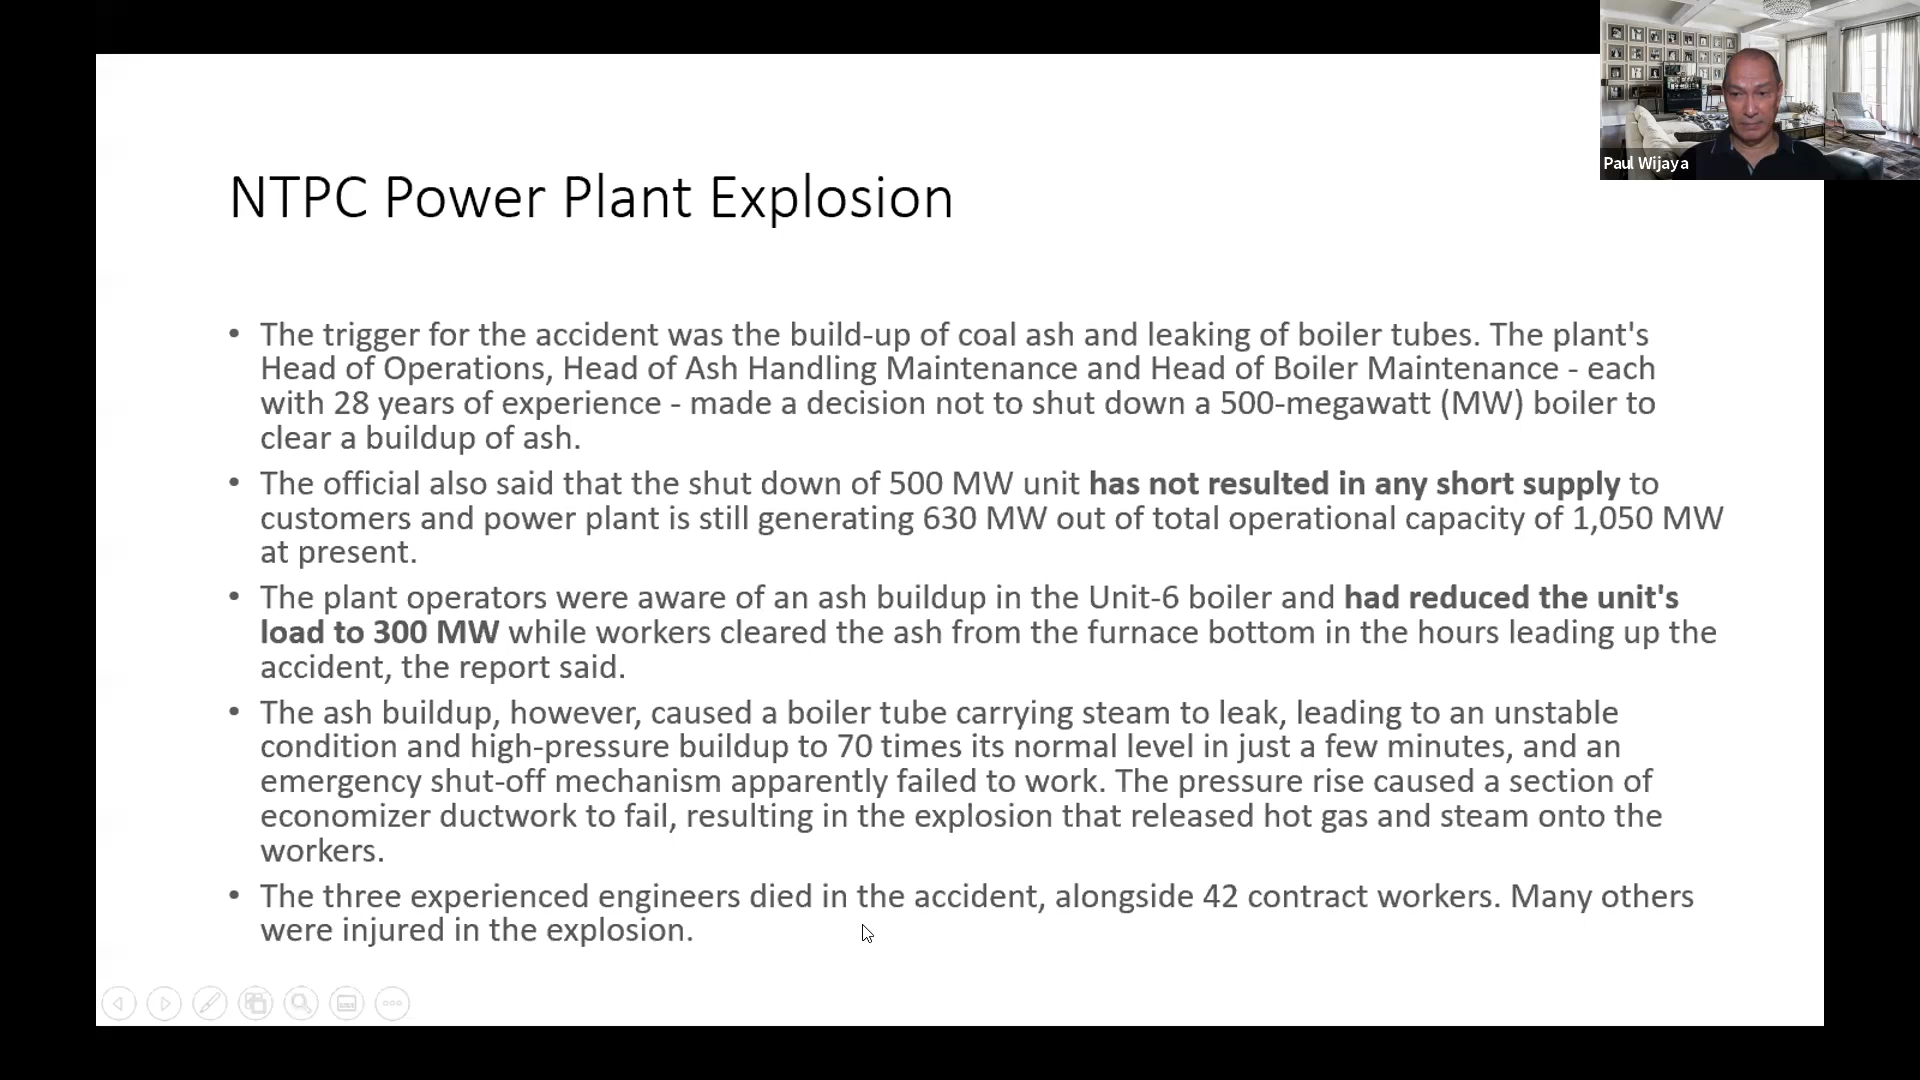 Paul Wijaya
NTPC Power Plant Explosion
• The trigger for the accident was the build-up of coal ash and leaking of boiler tubes. The plant's
Head of Operations, Head of Ash Handling Maintenance and Head of Boiler Maintenance - each
with 28 years of experience - made a decision not to shut down a 500-megawatt (MW) boiler to
clear a buildup of ash.
• The official also said that the shut down of 500 MW unit has not resulted in any short supply to
customers and power plant is still generating 630 MW out of total operational capacity of 1,050 MW
at present.
• The plant operators were aware of an ash buildup in the Unit-6 boiler and had reduced the unit's
load to 300 MW while workers cleared the ash from the furnace bottom in the hours leading up the
accident, the report said.
• The ash buildup, however, caused a boiler tube carrying steam to leak, leading to an unstable
condition and high-pressure buildup to 70 times its normal level in just a few minutes, and an
emergency shut-off mechanism apparently failed to work. The pressure rise caused a section of
economizer ductwork to fail, resulting in the explosion that released hot gas and steam onto the
workers.
• The three experienced engineers died in the accident, alongside 42 contract workers. Many others
were injured in the explosion.